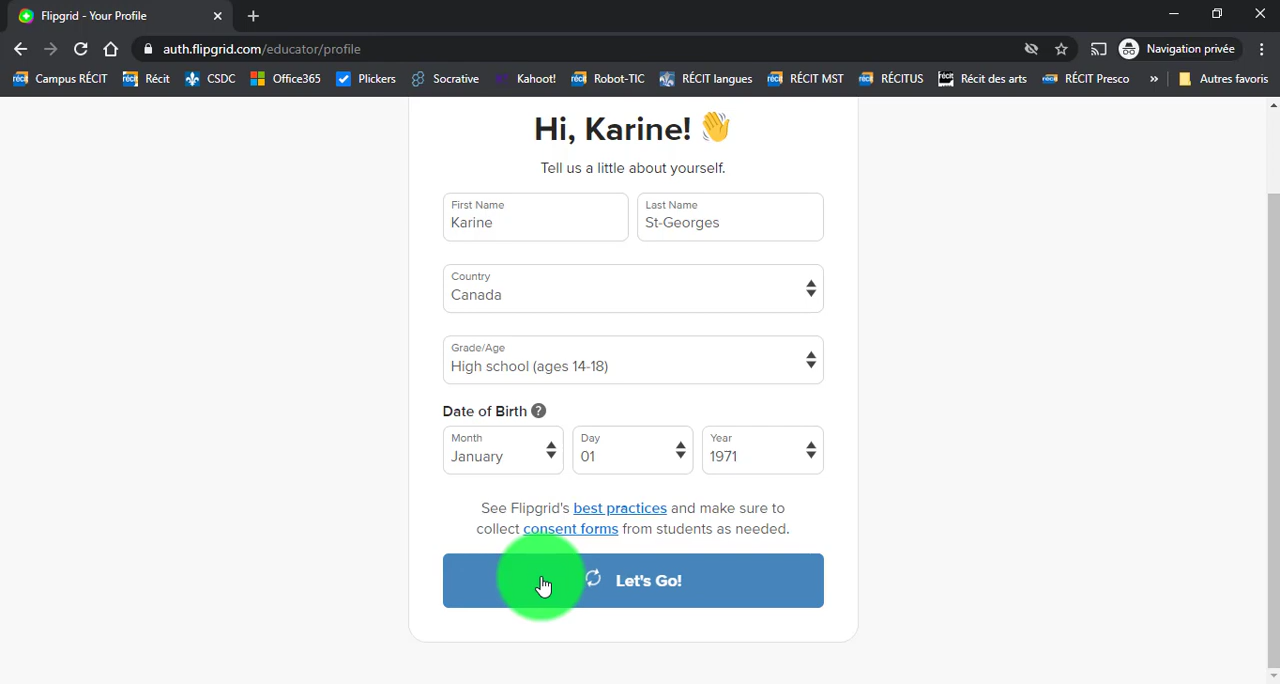 Flipgrid - Your Profile
auth.flipgrid.com/educator/profile
Navigation privée
Campus RÉCIT
Récit
CSDC
Office365
Plickers
Socrative
Kahoot!
Robot-TIC
RÉCIT langues
RÉCIT MST
RÉCITUS
Récit des arts
RÉCIT Presco
»
Autres favoris
Hi, Karine! 👋
Tell us a little about yourself.
First Name
Karine
Last Name
St-Georges
Country
Canada
Grade/Age
High school (ages 14-18)
Date of Birth ?
Month
January
Day
01
Year
1971
See Flipgrid's best practices and make sure to
collect consent forms from students as needed.
Let's Go!